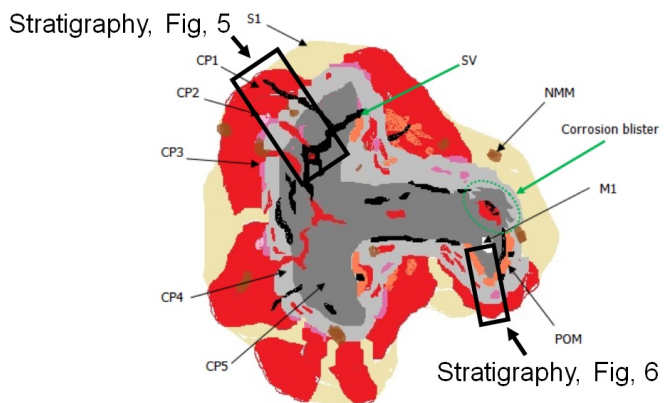 Stratigraphy, Fig, 5
S1
CP1
SV
CP2
NMM
Corrosion blister
CP3
M1
CP4
CP5
POM
Stratigraphy, Fig, 6